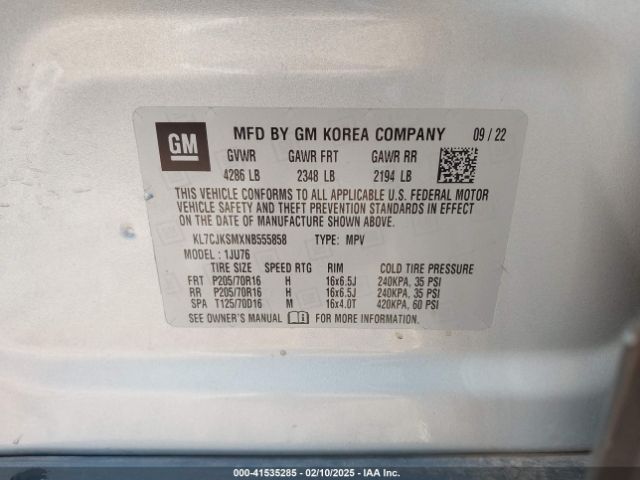 GM
MFD BY GM KOREA COMPANY 09/22
GVWR GAWR FRT GAWR RR
4286 LB 2348 LB 2194 LB
THIS VEHICLE CONFORMS TO ALL APPLICABLE U.S. FEDERAL MOTOR
VEHICLE SAFETY AND THEFT PREVENTION STANDARDS IN EFFECT
ON THE DATE OF MANUFACTURE SHOWN ABOVE.
KL7CJKSMXNB555858 TYPE: MPV
MODEL: 1JU76
TIRE SIZE SPEED RTG RIM COLD TIRE PRESSURE
FRT P205/70R16 H 16x6.5J 240KPA, 35 PSI
RR P205/70R16 H 16x6.5J 240KPA, 35 PSI
SPA T125/70D16 M 16x4.0T 420KPA, 60 PSI
SEE OWNER'S MANUAL FOR MORE INFORMATION.
000-41535285 - 02/10/2025 - IAA Inc.